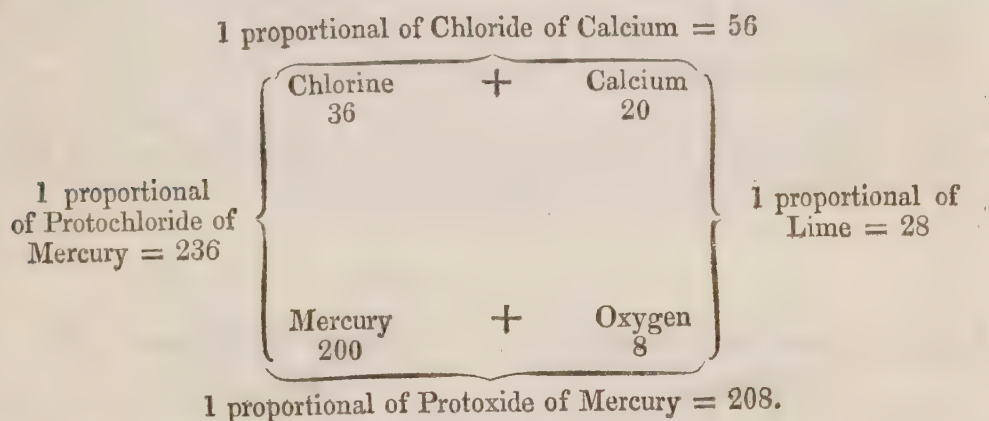 1 proportional of Chloride of Calcium = 56
Chlorine + Calcium
36 20
1 proportional
of Protochloride of
Mercury = 236
1 proportional of
Lime = 28
Mercury + Oxygen
200 8
1 proportional of Protoxide of Mercury = 208.